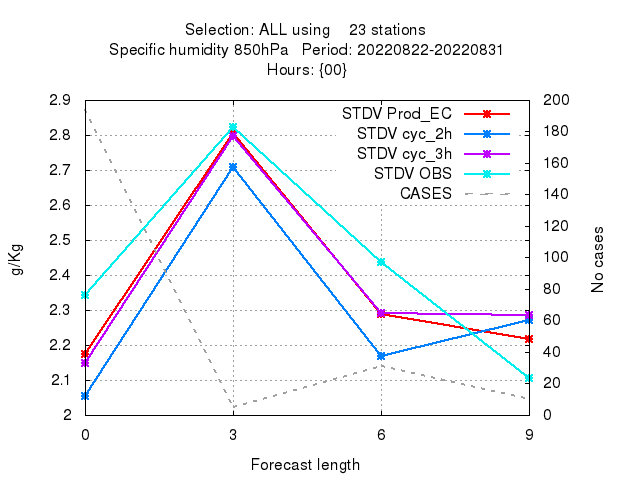 Selection: ALL using    23 stations
Specific humidity 850hPa   Period: 20220822-20220831
Hours: {00}
2.9
2.8
2.7
2.6
2.5
2.4
2.3
2.2
2.1
2
g/Kg
STDV Prod_EC
STDV cyc_2h
STDV cyc_3h
STDV OBS
CASES
200
180
160
140
120
100
80
60
40
20
0
No cases
0 3 6 9
Forecast length